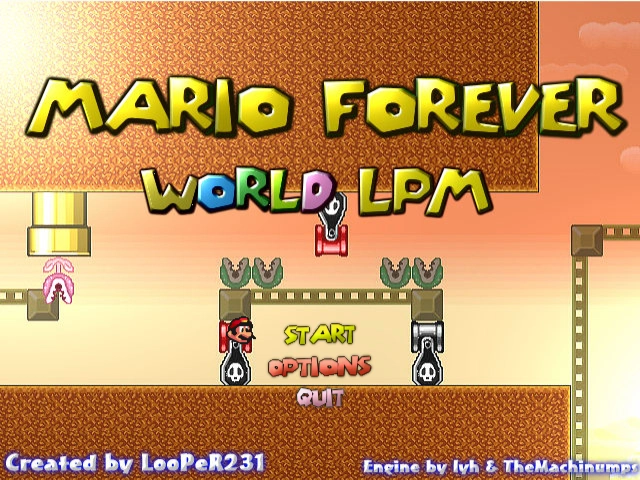 MARIO FOREVER
WORLD LPM
START
OPTIONS
QUIT
Created by LooPeR231
Engine by lyh & TheMachinumps